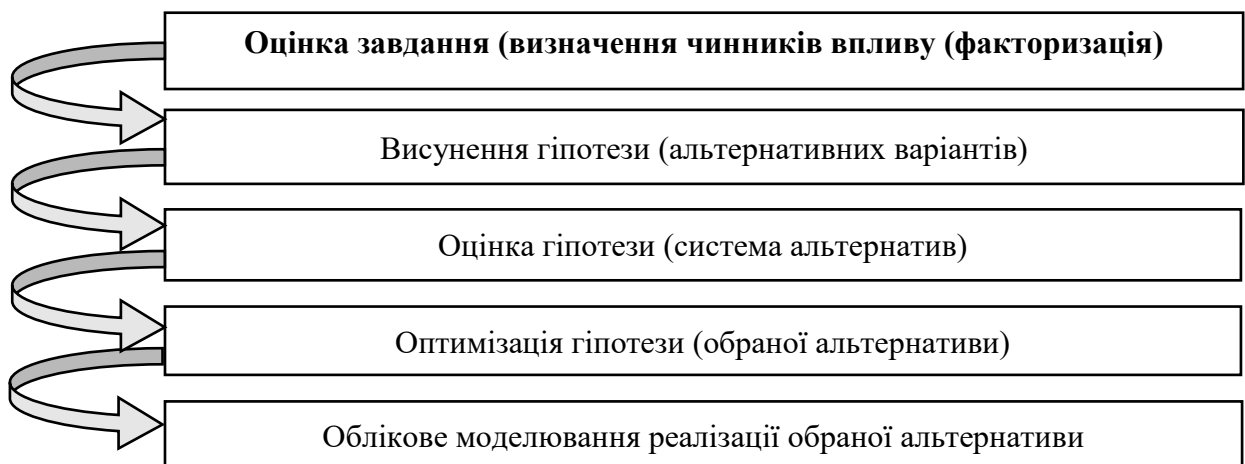 Оцінка завдання (визначення чинників впливу (факторизація)
Висунення гіпотези (альтернативних варіантів)
Оцінка гіпотези (система альтернатив)
Оптимізація гіпотези (обраної альтернативи)
Облікове моделювання реалізації обраної альтернативи